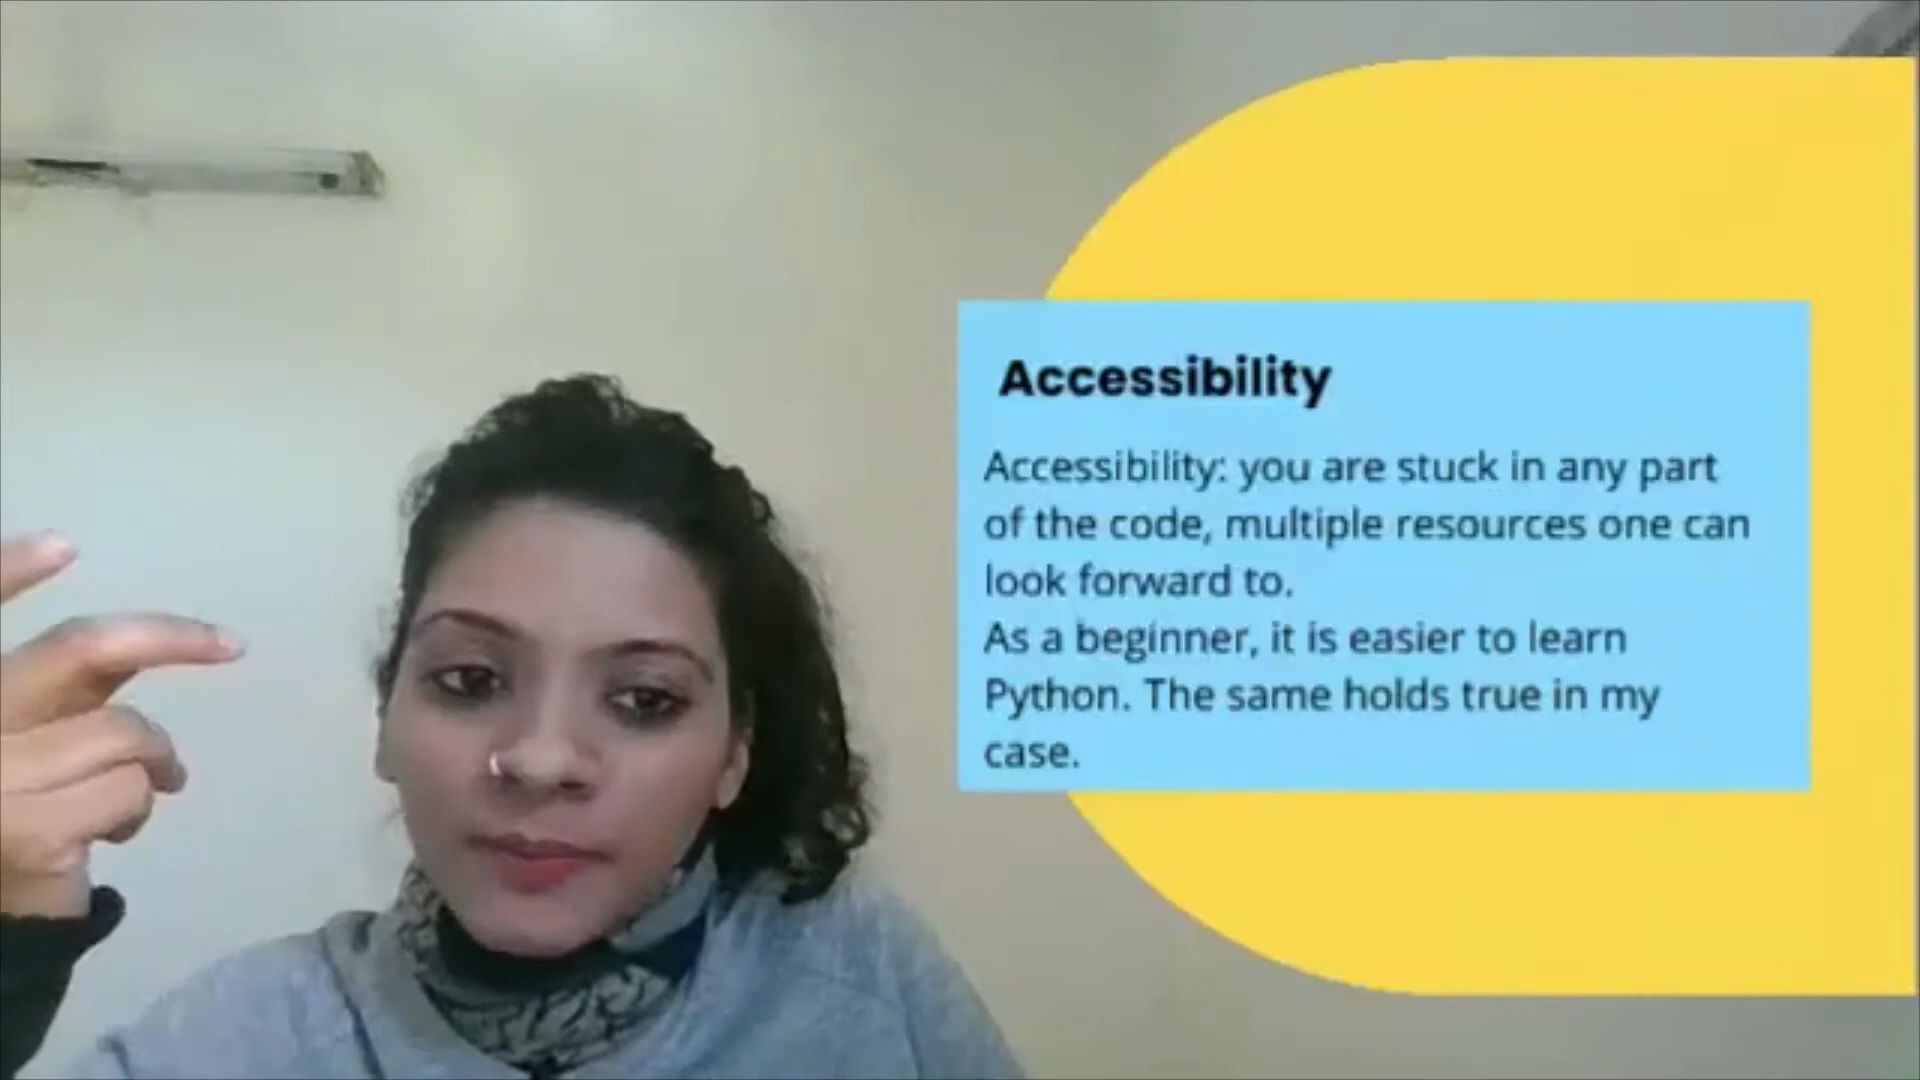 Accessibility
Accessibility: you are stuck in any part
of the code, multiple resources one can
look forward to.
As a beginner, it is easier to learn
Python. The same holds true in my
case.